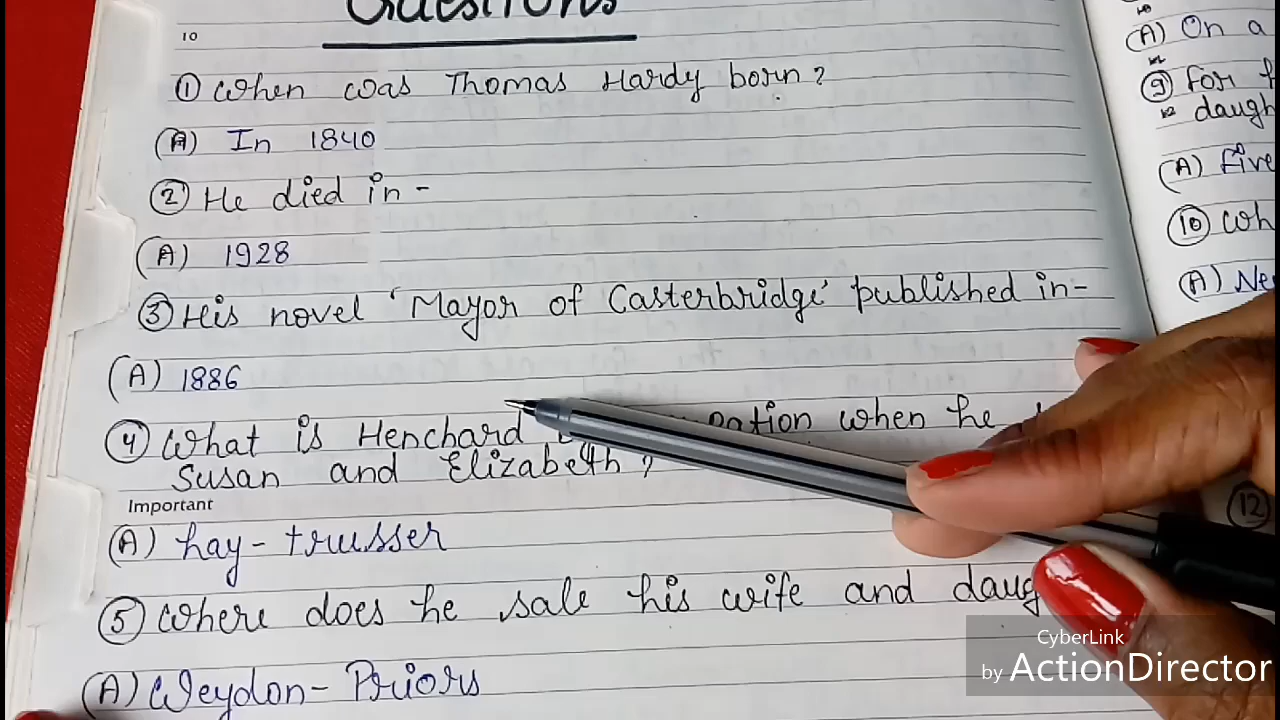 Questions
10
① When was Thomas Hardy born?
(A) In 1840
② He died in -
(A) 1928
③ His novel 'Mayor of Casterbridge' published in-
(A) 1886
④ What is Henchard when he
Susan and Elizabeth?
Important
(A) hay-trusser
⑤ Where does he sale his wife and
(A) Weydon-Priors
(A) On a
⑨ For
daugh
(A) Five
⑩ Wh
(A) Ne
⑫
CyberLink
by ActionDirector